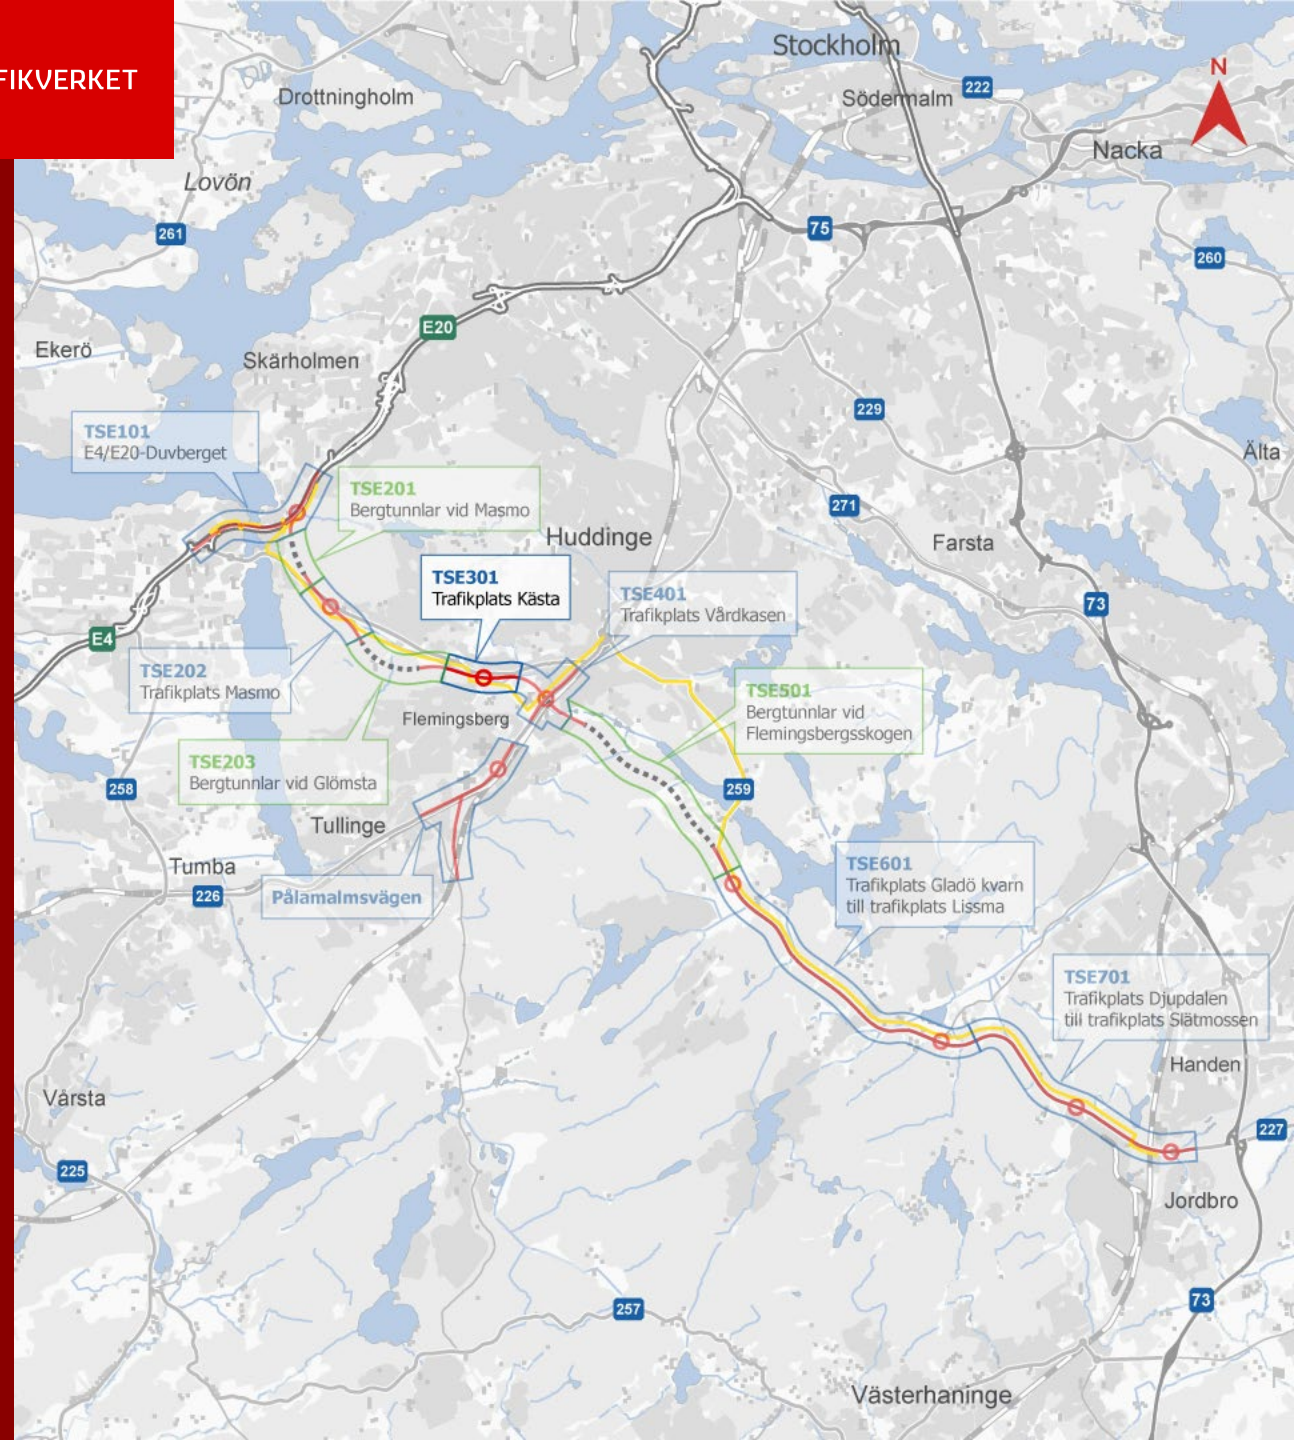 FIKVERKET
Stockholm
N
Södermalm
222
Drottningholm
Nacka
Lovön
261
75
260
E20
Ekerö
Skärholmen
229
TSE101
E4/E20-Duvberget
Älta
TSE201
Bergtunnlar vid Masmo
271
Huddinge
Farsta
TSE301
Trafikplats Kästa
TSE401
Trafikplats Vårdkasen
73
E4
TSE202
Trafikplats Masmo
TSE501
Bergtunnlar vid
Flemingsbergsskogen
Flemingsberg
TSE203
Bergtunnlar vid Glömsta
258
259
Tullinge
Tumba
226
Pålamalmsvägen
TSE601
Trafikplats Gladö kvarn
till trafikplats Lissma
TSE701
Trafikplats Djupdalen
till trafikplats Slätmossen
Handen
Vårsta
227
225
Jordbro
257
73
Västerhaninge